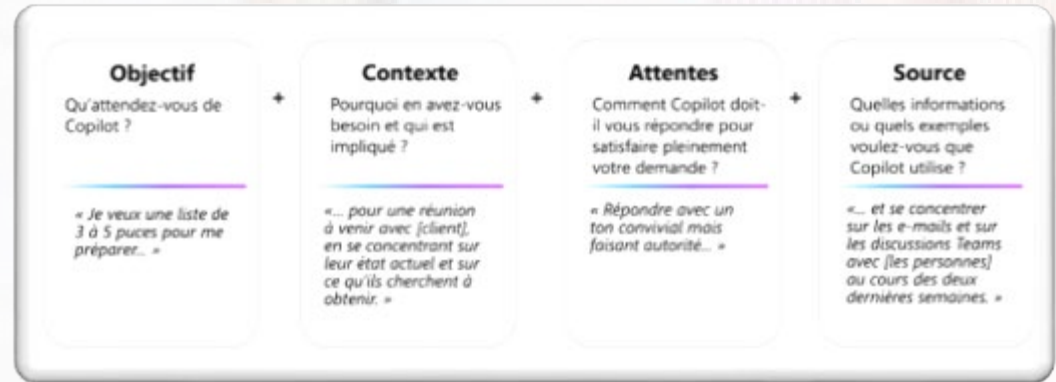 Objectif
Qu'attendez-vous de
Copilot ?
« Je veux une liste de
3 à 5 puces pour me
préparer... »
+
Contexte
Pourquoi en avez-vous
besoin et qui est
impliqué ?
«... pour une réunion
à venir avec [client],
en se concentrant sur
leur état actuel et sur
ce qu'ils cherchent à
obtenir. »
+
Attentes
Comment Copilot doit-
il vous répondre pour
satisfaire pleinement
votre demande ?
« Répondre avec un
ton convivial mais
faisant autorité... »
+
Source
Quelles informations
ou quels exemples
voulez-vous que
Copilot utilise ?
«... et se concentrer
sur les e-mails et sur
les discussions Teams
avec [les personnes]
au cours des deux
dernières semaines. »